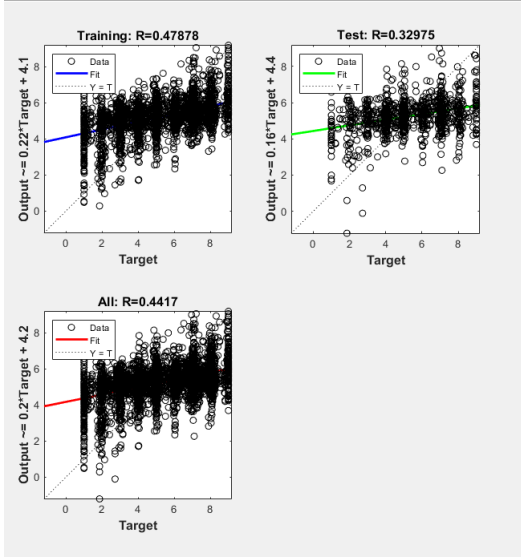 Training: R=0.47878
Data
Fit
Y = T
Output ~= 0.22*Target + 4.1
8
6
4
2
0
0 2 4 6 8
Target
Test: R=0.32975
Data
Fit
Y = T
Output ~= 0.16*Target + 4.4
8
6
4
2
0
0 2 4 6 8
Target
All: R=0.4417
Data
Fit
Y = T
Output ~= 0.2*Target + 4.2
8
6
4
2
0
0 2 4 6 8
Target